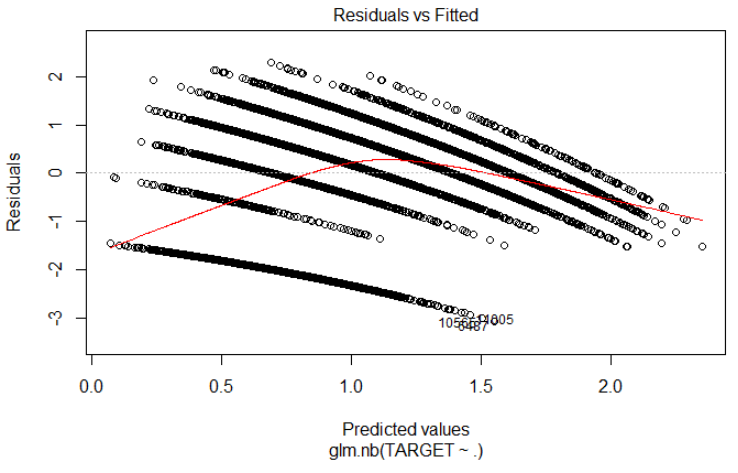 Residuals vs Fitted
Residuals
2
1
0
-1
-2
-3
0.0 0.5 1.0 1.5 2.0
Predicted values
glm.nb(TARGET ~ .)